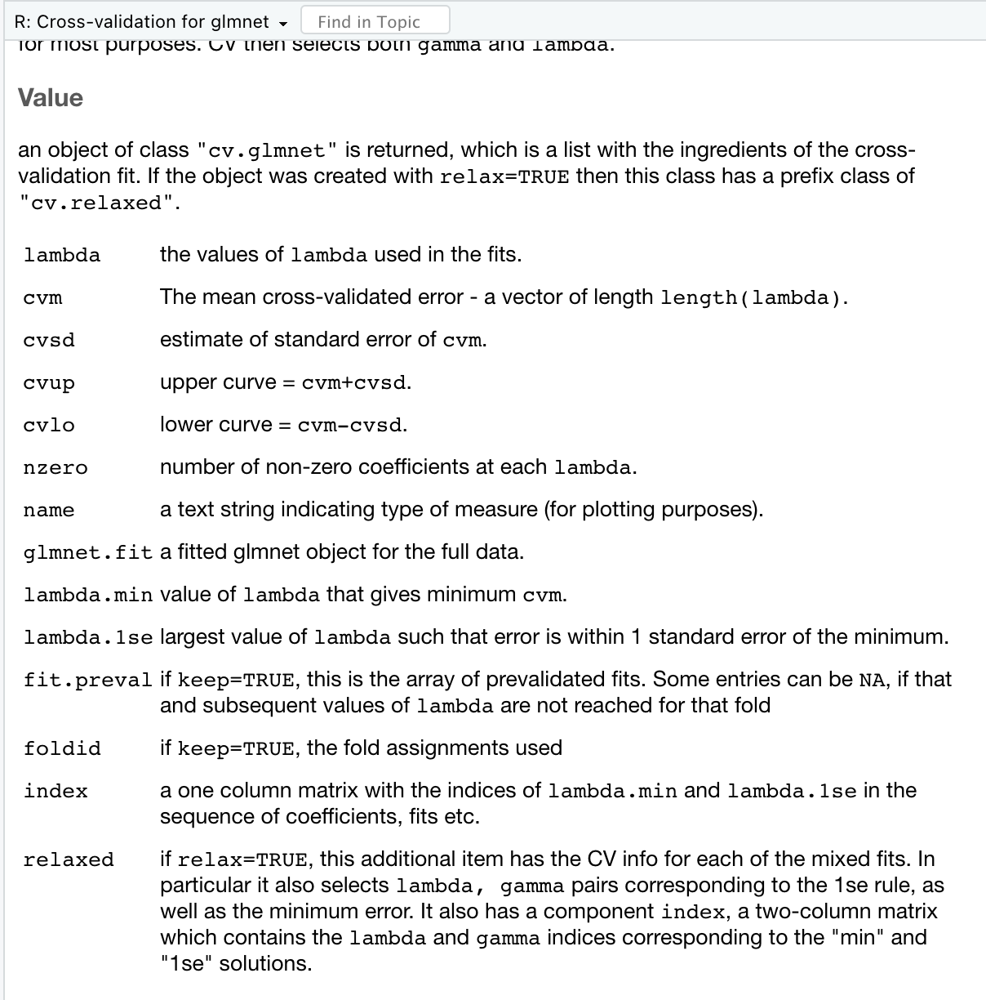 R: Cross-validation for glmnet
Find in Topic
for most purposes. CV then selects both gamma and lambda.
Value
an object of class "cv.glmnet" is returned, which is a list with the ingredients of the cross-
validation fit. If the object was created with relax=TRUE then this class has a prefix class of
"cv.relaxed".
lambda the values of lambda used in the fits.
cvm The mean cross-validated error - a vector of length length(lambda).
cvsd estimate of standard error of cvm.
cvup upper curve = cvm+cvsd.
cvlo lower curve = cvm-cvsd.
nzero number of non-zero coefficients at each lambda.
name a text string indicating type of measure (for plotting purposes).
glmnet.fit a fitted glmnet object for the full data.
lambda.min value of lambda that gives minimum cvm.
lambda.1se largest value of lambda such that error is within 1 standard error of the minimum.
fit.preval if keep=TRUE, this is the array of prevalidated fits. Some entries can be NA, if that
and subsequent values of lambda are not reached for that fold
foldid if keep=TRUE, the fold assignments used
index a one column matrix with the indices of lambda.min and lambda.1se in the
sequence of coefficients, fits etc.
relaxed if relax=TRUE, this additional item has the CV info for each of the mixed fits. In
particular it also selects lambda, gamma pairs corresponding to the 1se rule, as
well as the minimum error. It also has a component index, a two-column matrix
which contains the lambda and gamma indices corresponding to the "min" and
"1se" solutions.